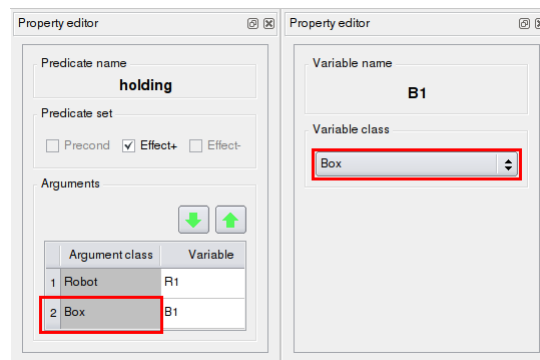 Property editor
Predicate name
holding
Predicate set
Precond Effect+ Effect-
Arguments
Argument class Variable
1 Robot R1
2 Box B1
Property editor
Variable name
B1
Variable class
Box